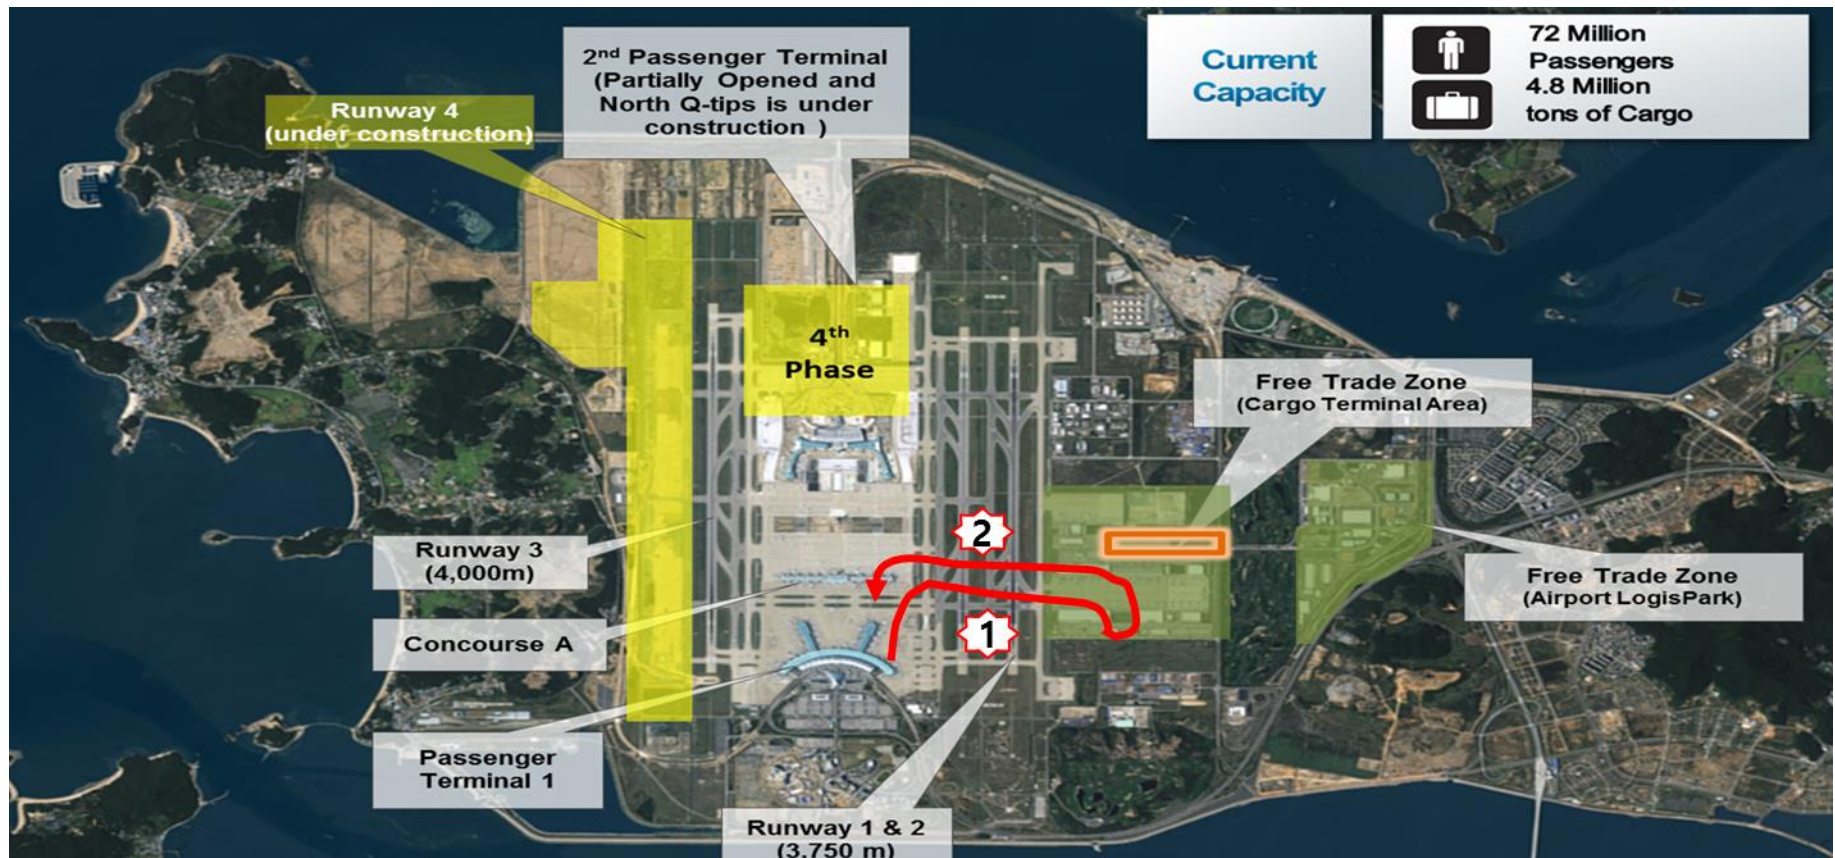 2nd Passenger Terminal
(Partially Opened and
North Q-tips is under
construction )
Current
Capacity
72 Million
Passengers
4.8 Million
tons of Cargo
Runway 4
(under construction)
4th
Phase
Free Trade Zone
(Cargo Terminal Area)
2
Runway 3
(4,000m)
Free Trade Zone
(Airport LogisPark)
1
Concourse A
Passenger
Terminal 1
Runway 1 & 2
(3,750 m)